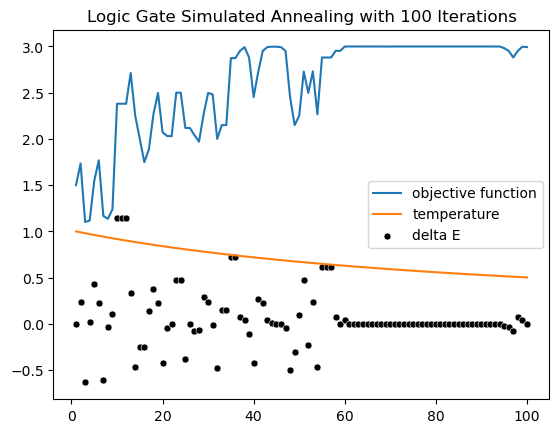 Logic Gate Simulated Annealing with 100 Iterations
3.0
2.5
2.0
1.5
1.0
0.5
0.0
−0.5
objective function
temperature
delta E
0 20 40 60 80 100